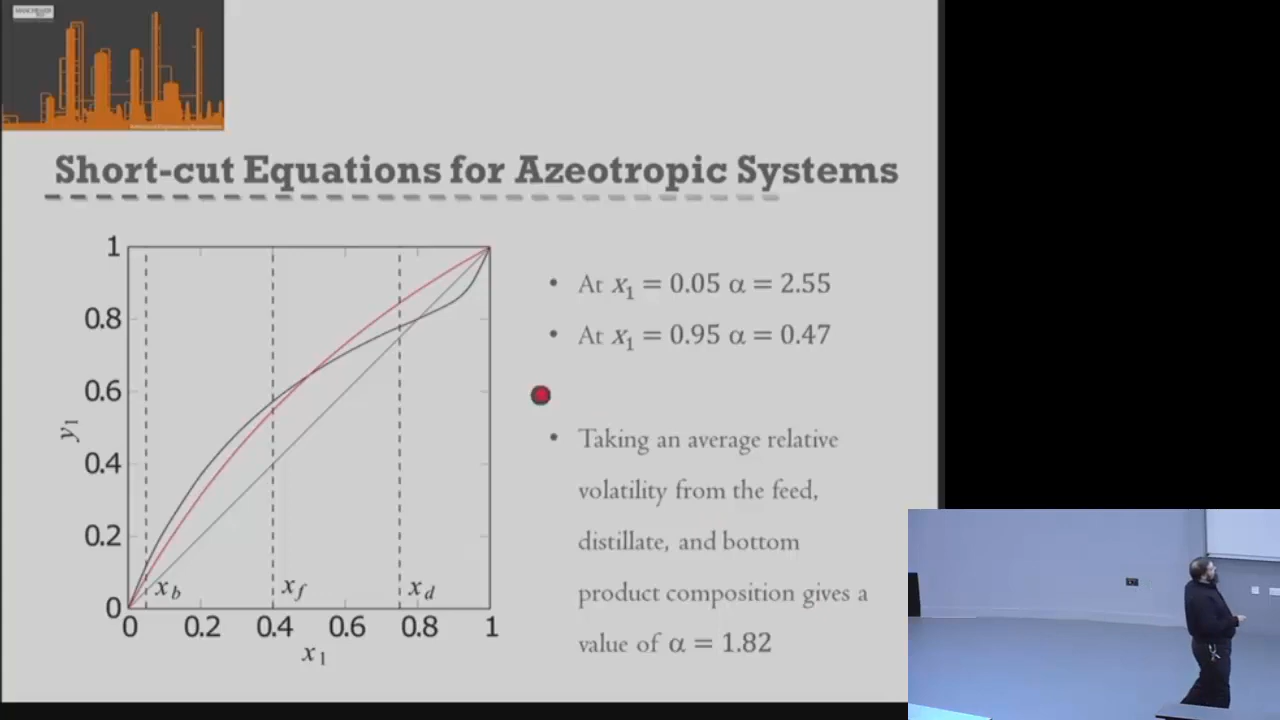 MANCHESTER
Short-cut Equations for Azeotropic Systems
1
0.8
0.6
0.4
0.2
0
y1
xb
xf
xd
0 0.2 0.4 0.6 0.8 1
x1
• At x1 = 0.05 α = 2.55
• At x1 = 0.95 α = 0.47
• Taking an average relative
volatility from the feed,
distillate, and bottom
product composition gives a
value of α = 1.82